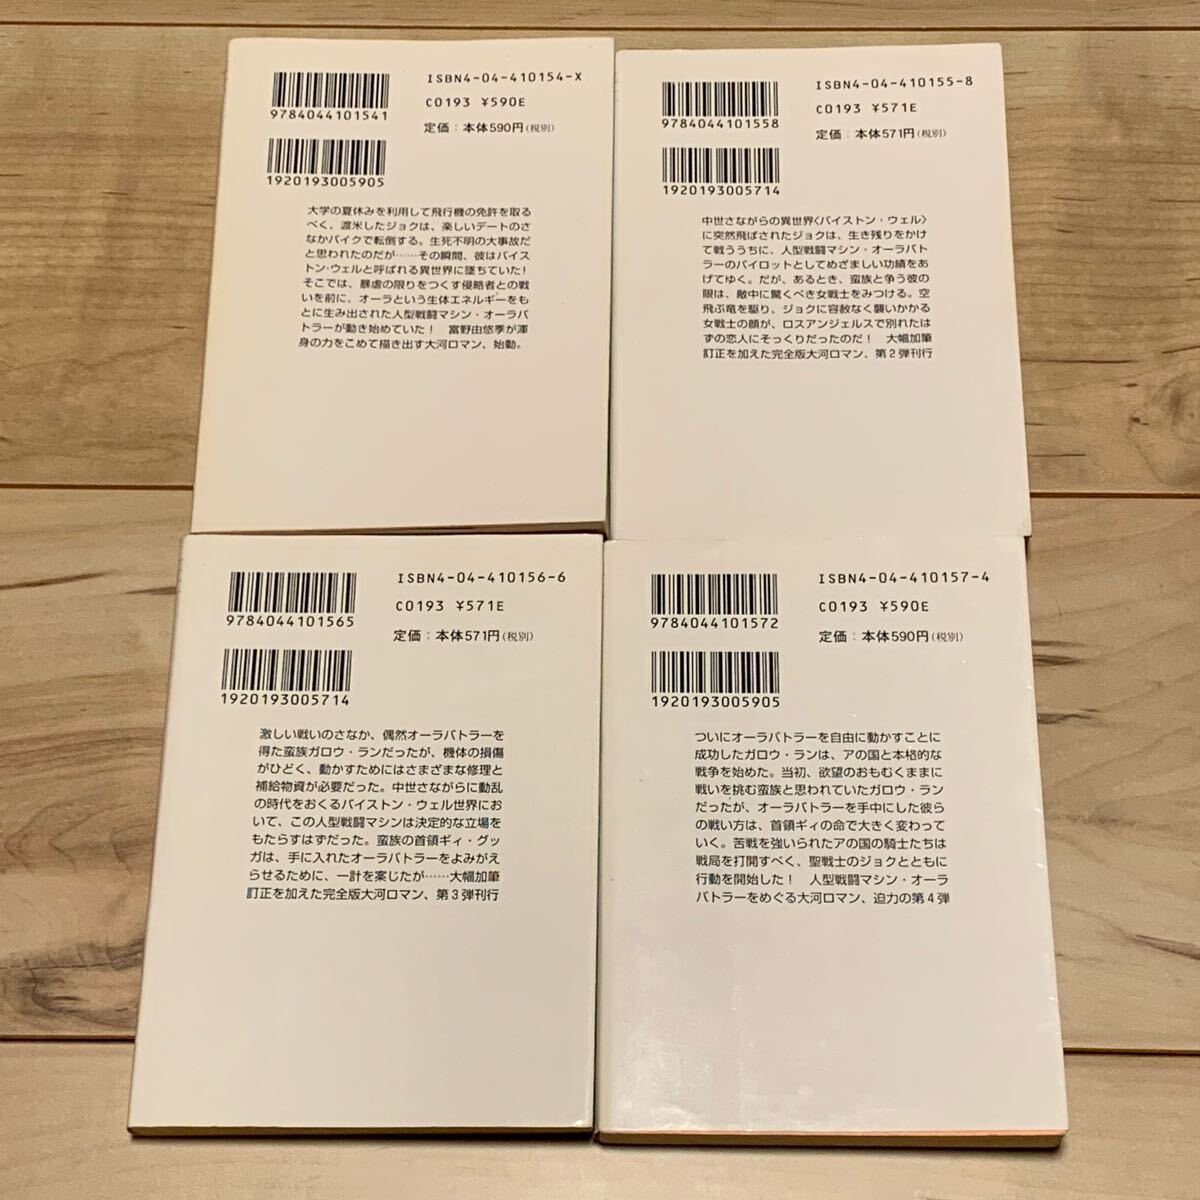 ISBN4-04-410154-X
C0193 ¥590E
定価：本体590円(税別)
9784044101541
1920193005905
大学の夏休みを利用して飛行機の免許を取る
べく、渡米したジョクは、楽しいデートのさ
なかバイクで転倒する。生死不明の大事故だ
と思われたのだが……その瞬間、彼はバイス
トン・ウェルと呼ばれる異世界に墜ちていた！
そこでは、暴虐の限りをつくす侵略者との戦
いを前に、オーラという生体エネルギーをも
とに生み出された人型戦闘マシン・オーラバ
トラーが動き始めていた！　富野由悠季が渾
身の力をこめて描き出す大河ロマン、始動。
ISBN4-04-410155-8
C0193 ¥571E
定価：本体571円(税別)
9784044101558
1920193005714
中世さながらの異世界〈バイストン・ウェル〉
に突然飛ばされたジョクは、生き残りをかけ
て戦ううちに、人型戦闘マシン・オーラバト
ラーのパイロットとしてめざましい功績をあ
げてゆく。だが、あるとき、蛮族と争う彼の
眼は、敵中に驚くべき女戦士をみつける。空
飛ぶ竜を駆り、ジョクに容赦なく襲いかかる
女戦士の顔が、ロスアンジェルスで別れたは
ずの恋人にそっくりだったのだ！　大幅加筆
訂正を加えた完全版大河ロマン、第2弾刊行
ISBN4-04-410156-6
C0193 ¥571E
定価：本体571円(税別)
9784044101565
1920193005714
激しい戦いのさなか、偶然オーラバトラーを
得た蛮族ガロウ・ランだったが、機体の損傷
がひどく、動かすためにはさまざまな修理と
補給物資が必要だった。中世さながらに動乱
の時代をおくるバイストン・ウェル世界にお
いて、この人型戦闘マシンは決定的な立場を
もたらすはずだった。蛮族の首領ギィ・グッ
ガは、手に入れたオーラバトラーをよみがえ
らせるために、一計を案じたが……大幅加筆
訂正を加えた完全版大河ロマン、第3弾刊行
ISBN4-04-410157-4
C0193 ¥590E
定価：本体590円(税別)
9784044101572
1920193005905
ついにオーラバトラーを自由に動かすことに
成功したガロウ・ランは、アの国と本格的な
戦争を始めた。当初、欲望のおもむくままに
戦いを挑む蛮族と思われていたガロウ・ラン
だったが、オーラバトラーを手中にした彼ら
の戦い方は、首領ギィの命で大きく変わって
いく。苦戦を強いられたアの国の騎士たちは
戦局を打開すべく、聖戦士のジョクとともに
行動を開始した！　人型戦闘マシン・オーラ
バトラーをめぐる大河ロマン、迫力の第4弾